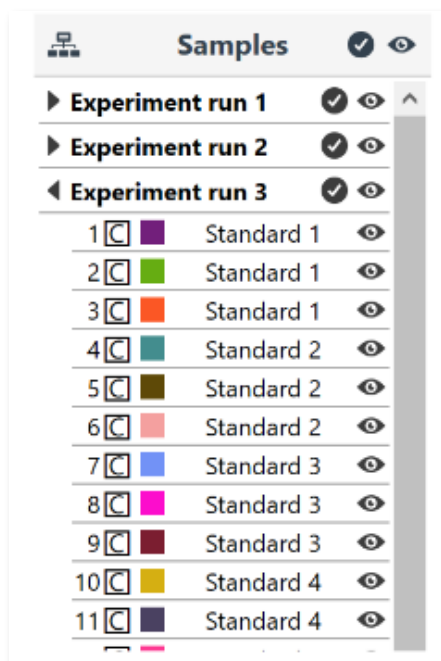 Samples
Experiment run 1
Experiment run 2
Experiment run 3
1 C Standard 1
2 C Standard 1
3 C Standard 1
4 C Standard 2
5 C Standard 2
6 C Standard 2
7 C Standard 3
8 C Standard 3
9 C Standard 3
10 C Standard 4
11 C Standard 4